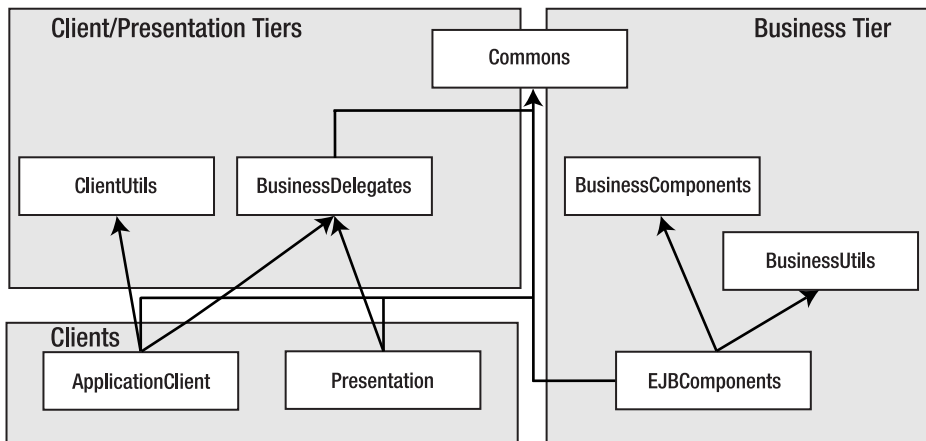 Client/Presentation Tiers
Business Tier
Commons
ClientUtils
BusinessDelegates
BusinessComponents
BusinessUtils
Clients
ApplicationClient
Presentation
EJBComponents